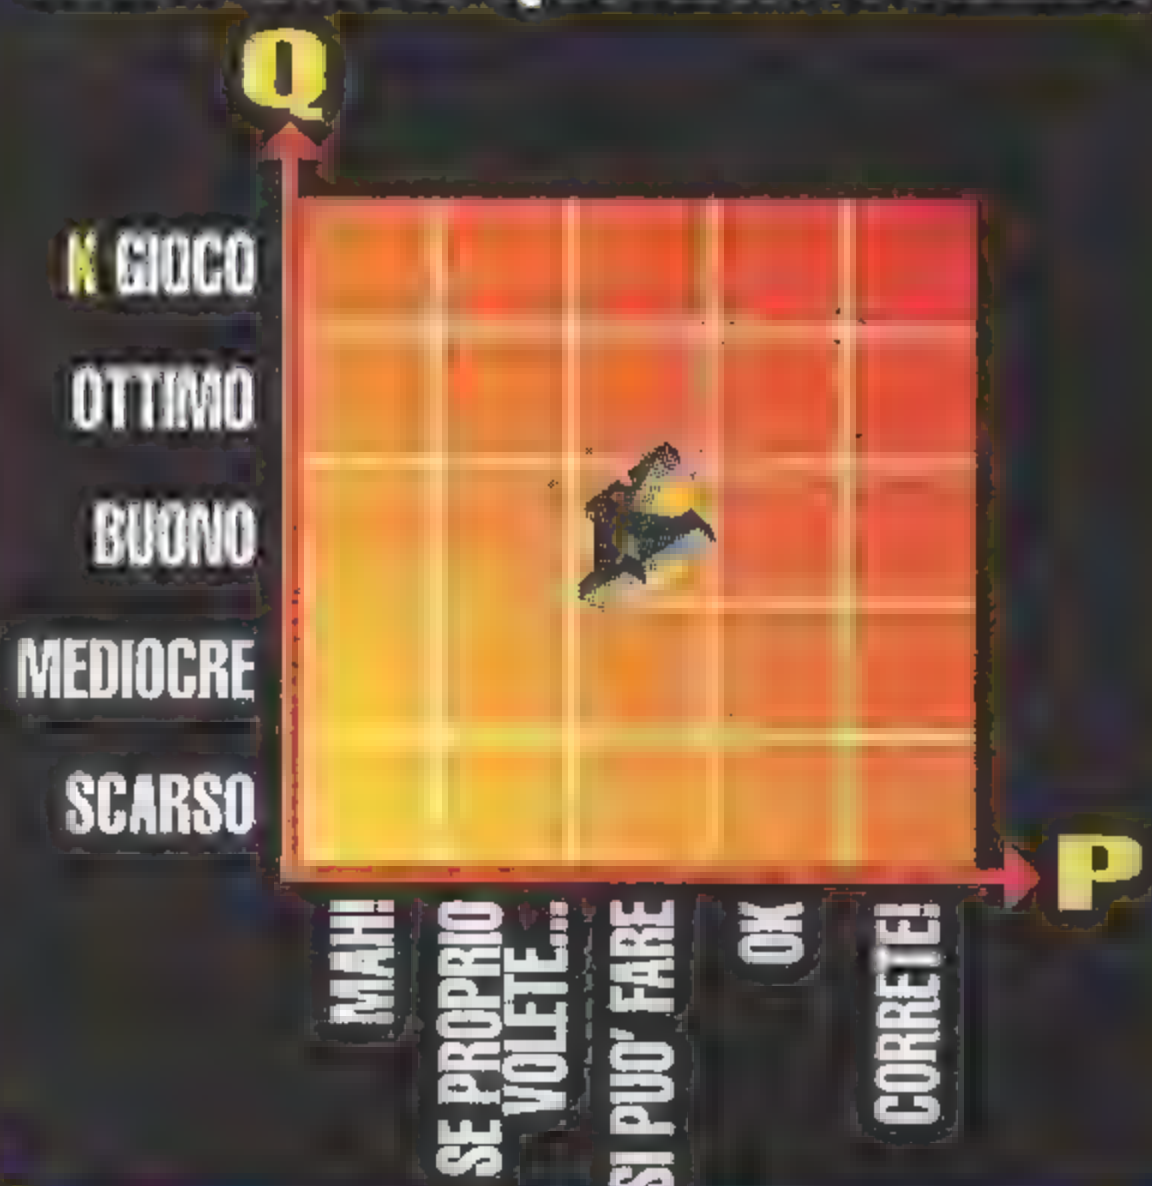 Q
K GIOCO
OTTIMO
BUONO
MEDIOCRE
SCARSO
P
MAH!
SE PROPRIO
VOLETE...
SI PUO' FARE
OK
CORRETE!